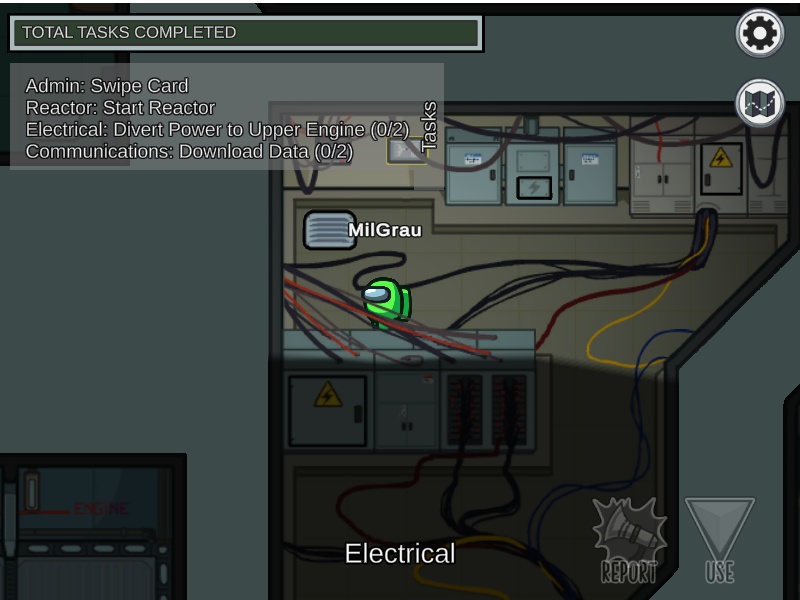 TOTAL TASKS COMPLETED
Admin: Swipe Card
Reactor: Start Reactor
Electrical: Divert Power to Upper Engine (0/2)
Communications: Download Data (0/2)
Tasks
MilGrau
ENGINE
Electrical
REPORT
USE